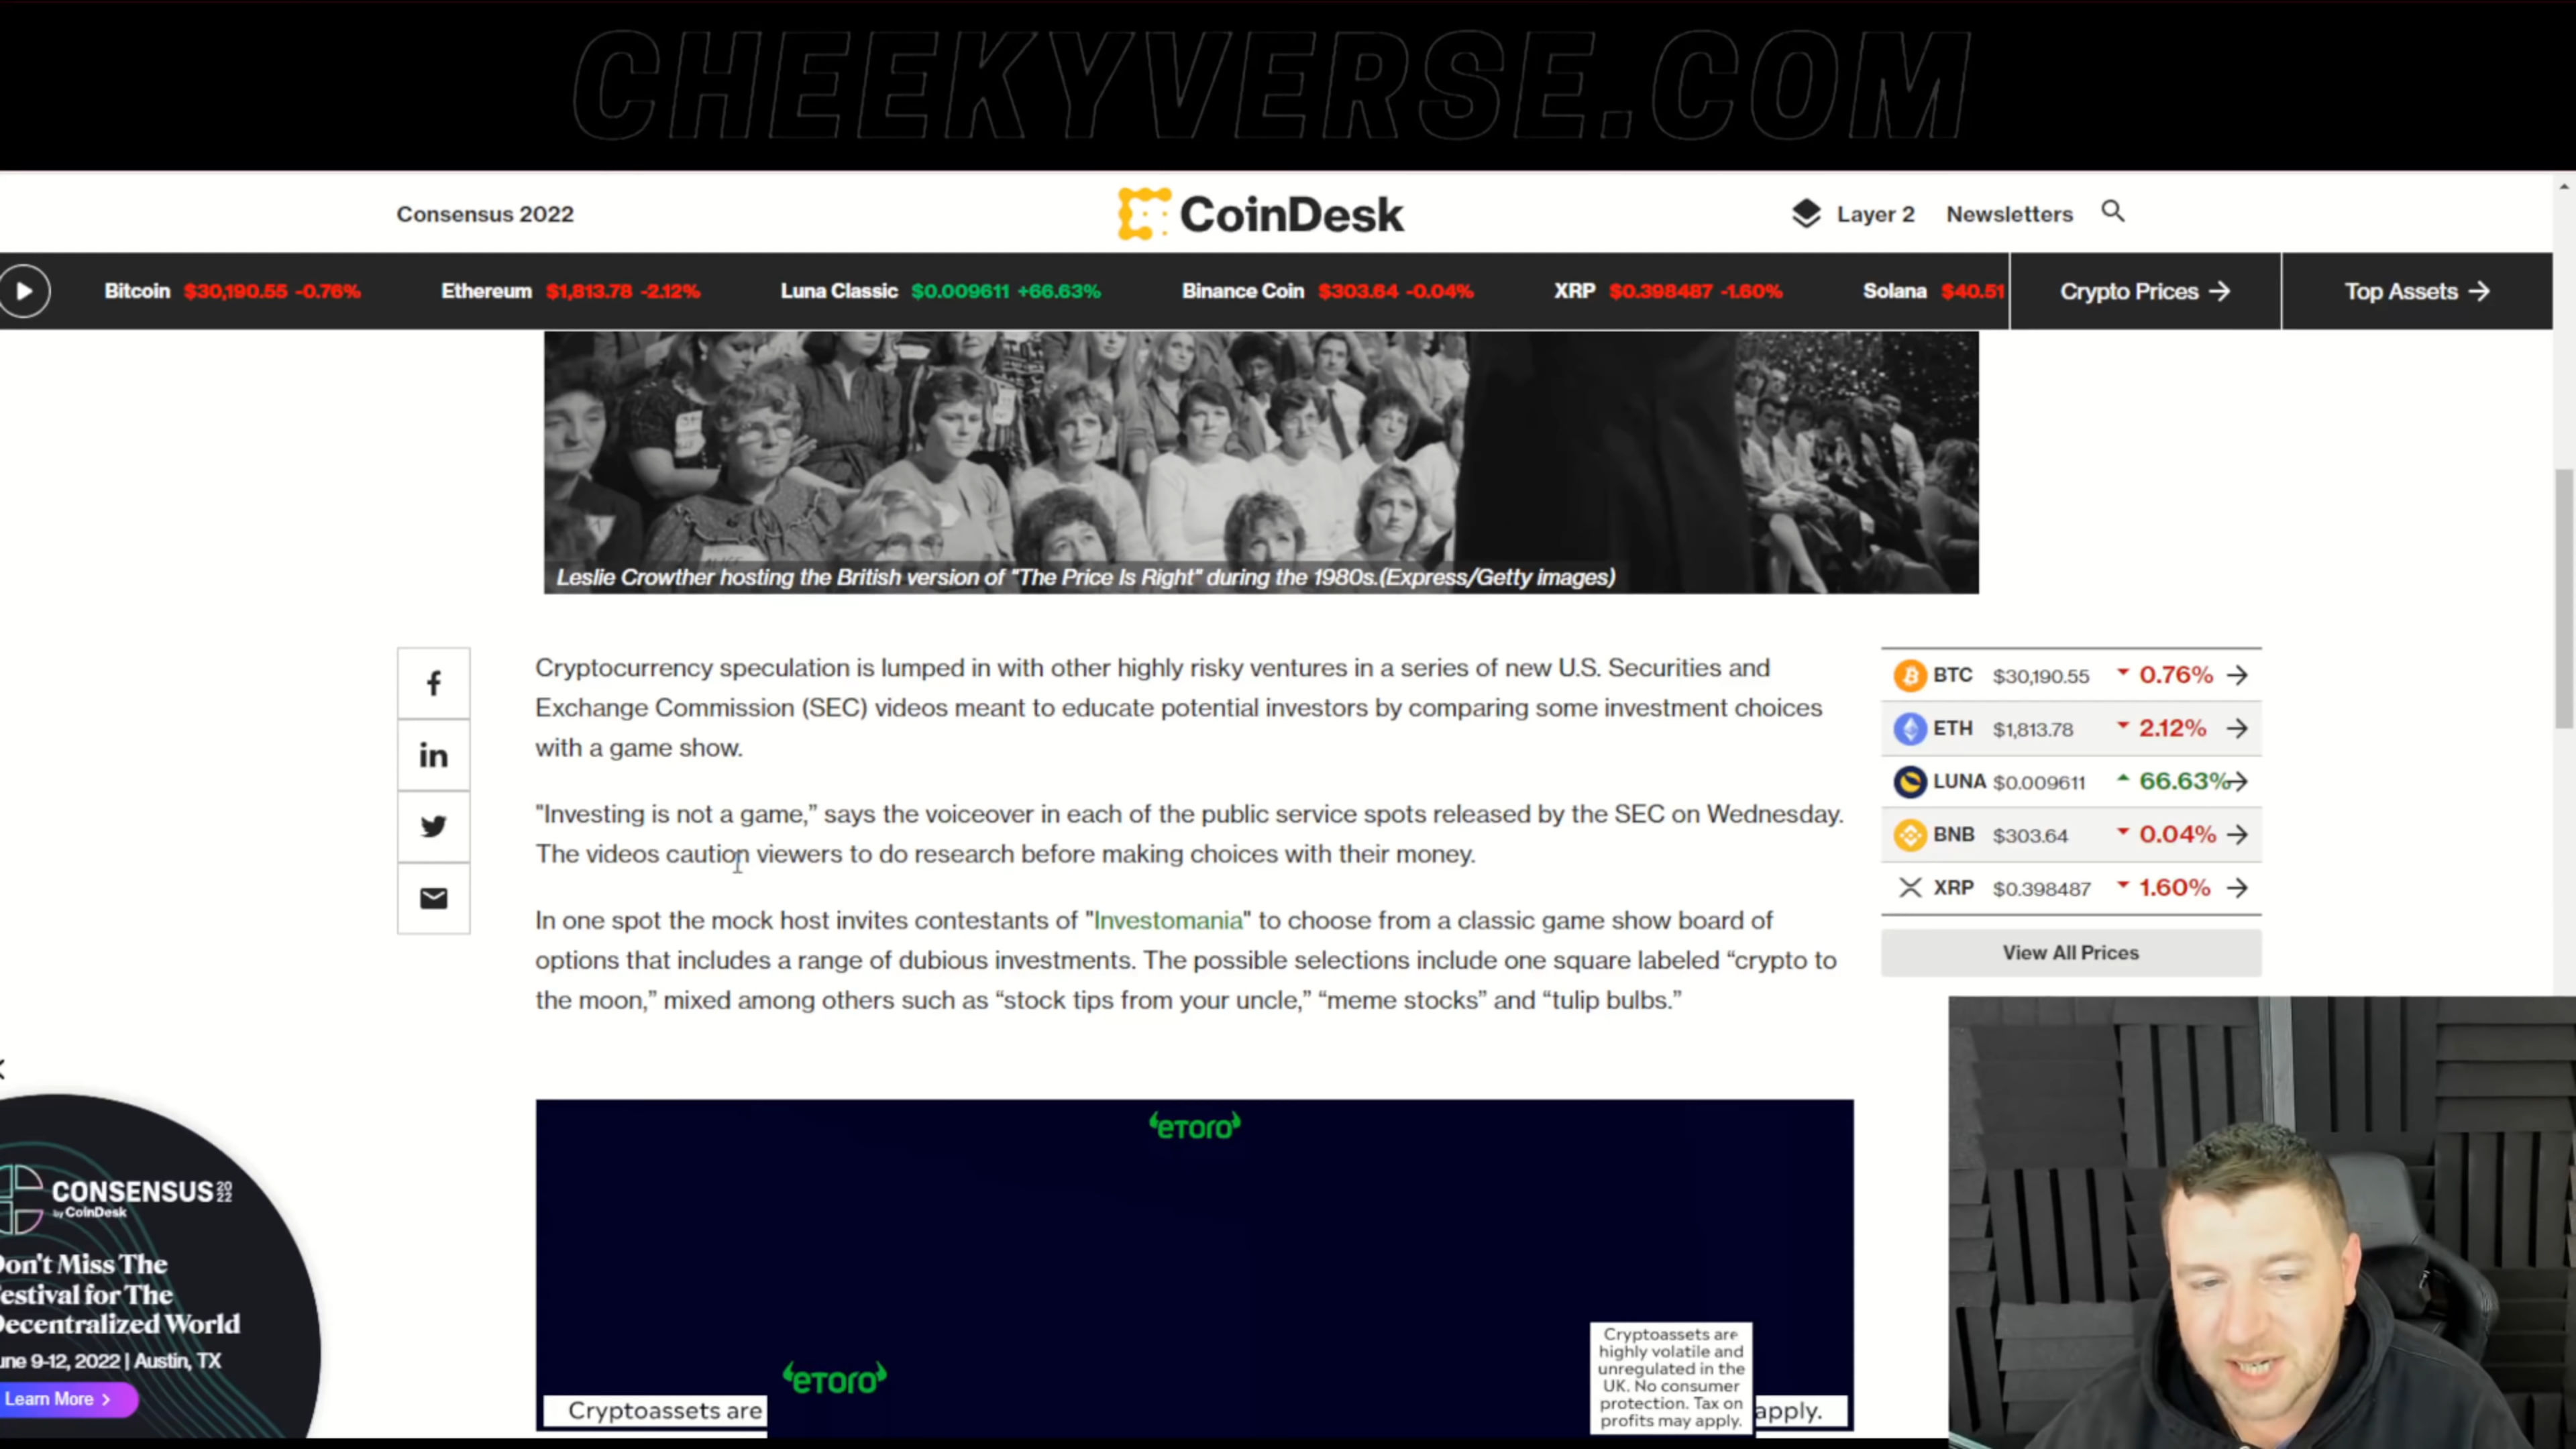 CHEEKYVERSE.COM
Consensus 2022
CoinDesk
Layer 2 Newsletters
Bitcoin $30,190.55 -0.76% Ethereum $1,813.78 -2.12% Luna Classic $0.009611 +66.63% Binance Coin $303.64 -0.04% XRP $0.398487 -1.60% Solana $40.51 Crypto Prices → Top Assets →
Leslie Crowther hosting the British version of "The Price Is Right" during the 1980s.(Express/Getty images)
Cryptocurrency speculation is lumped in with other highly risky ventures in a series of new U.S. Securities and
Exchange Commission (SEC) videos meant to educate potential investors by comparing some investment choices
with a game show.
"Investing is not a game,” says the voiceover in each of the public service spots released by the SEC on Wednesday.
The videos caution viewers to do research before making choices with their money.
In one spot the mock host invites contestants of "Investomania" to choose from a classic game show board of
options that includes a range of dubious investments. The possible selections include one square labeled “crypto to
the moon,” mixed among others such as “stock tips from your uncle,” “meme stocks” and “tulip bulbs.”
BTC $30,190.55 0.76% →
ETH $1,813.78 2.12% →
LUNA $0.009611 66.63% →
BNB $303.64 0.04% →
XRP $0.398487 1.60% →
View All Prices
CONSENSUS 2022
by CoinDesk
Don't Miss The
Festival for The
Decentralized World
June 9-12, 2022 | Austin, TX
Learn More >
eToro
eToro
Cryptoassets are
Cryptoassets are
highly volatile and
unregulated in the
UK. No consumer
protection. Tax on
profits may apply.
apply.